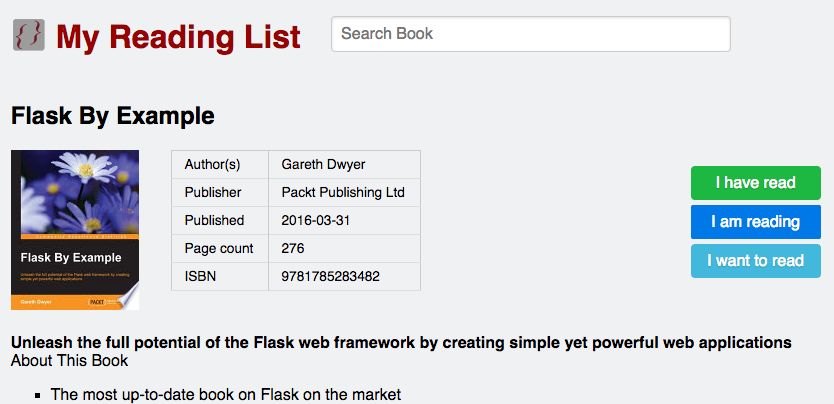 {} My Reading List
Search Book
Flask By Example
Author(s) Gareth Dwyer
Publisher Packt Publishing Ltd
Published 2016-03-31
Page count 276
ISBN 9781785283482
I have read
I am reading
I want to read
Community Experience Distilled
Flask By Example
Unleash the full potential of the Flask web framework by creating
simple yet powerful web applications
Gareth Dwyer
[PACKT]
Unleash the full potential of the Flask web framework by creating simple yet powerful web applications
About This Book
▪ The most up-to-date book on Flask on the market